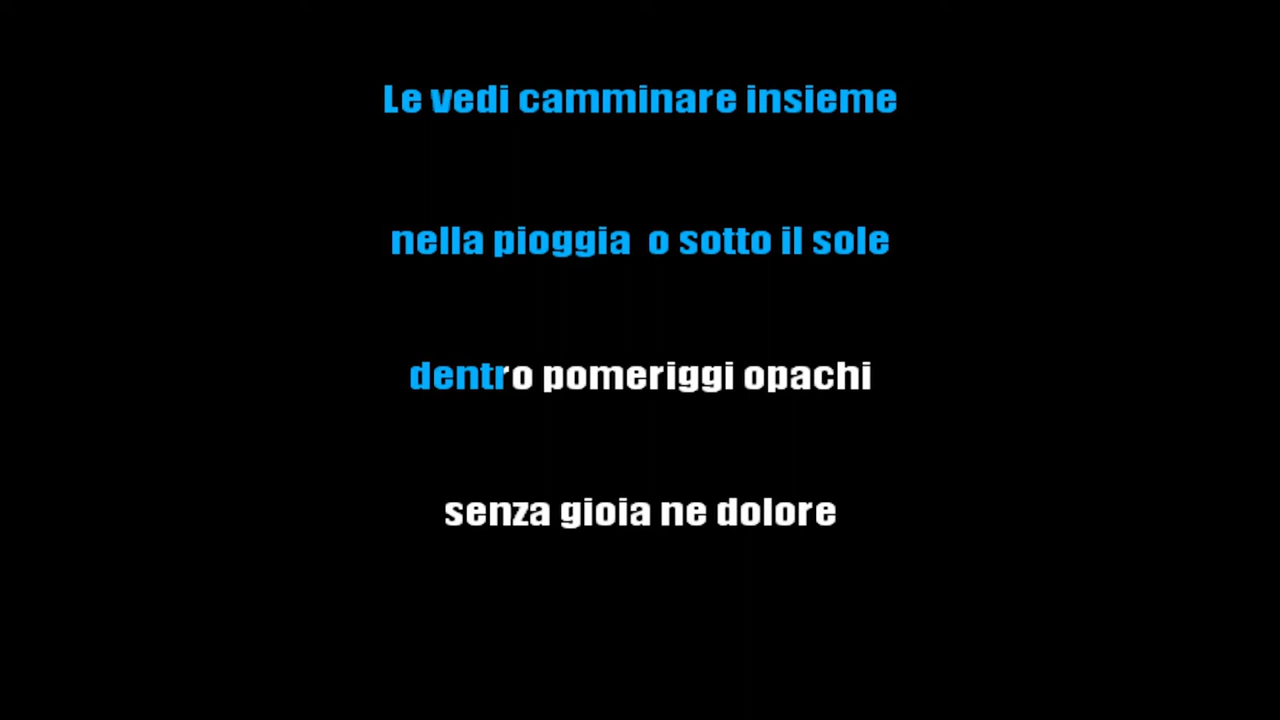 Le vedi camminare insieme
nella pioggia  o sotto il sole
dentro pomeriggi opachi
senza gioia ne dolore